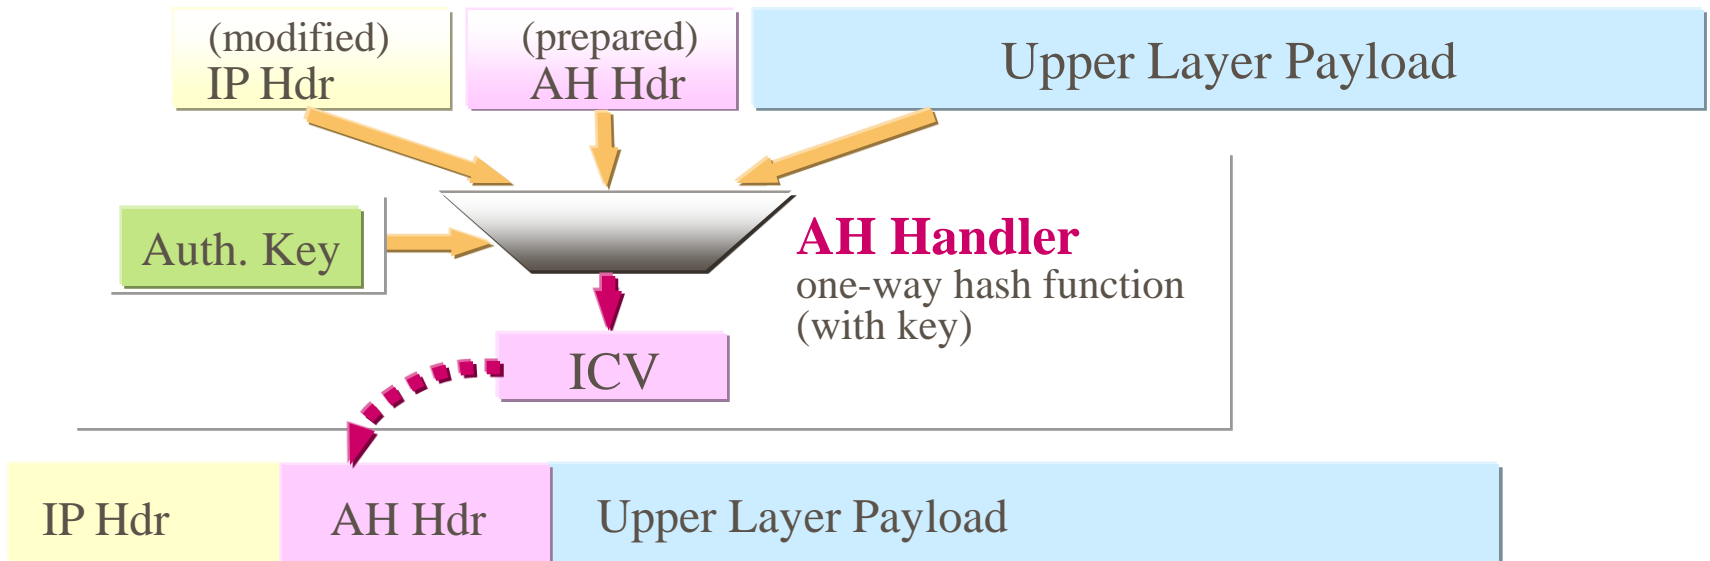 (modified)
IP Hdr
(prepared)
AH Hdr
Upper Layer Payload
Auth. Key
AH Handler
one-way hash function
(with key)
ICV
IP Hdr
AH Hdr
Upper Layer Payload